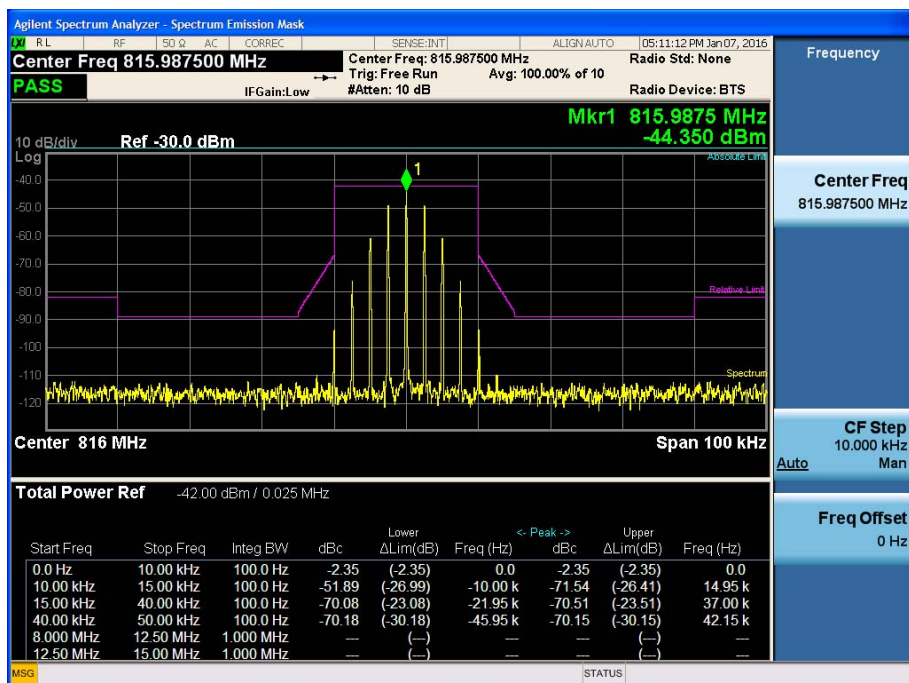 Agilent Spectrum Analyzer - Spectrum Emission Mask
LXI RL RF 50 Ω AC CORREC SENSE:INT ALIGN AUTO 05:11:12 PM Jan 07, 2016
Center Freq 815.987500 MHz Center Freq: 815.987500 MHz Radio Std: None
Trig: Free Run Avg: 100.00% of 10
PASS IFGain:Low #Atten: 10 dB Radio Device: BTS
Mkr1 815.9875 MHz
10 dB/div Ref -30.0 dBm -44.350 dBm
Log Absolute Limit
1
-40.0
-50.0
-60.0
-70.0
-80.0 Relative Limit
-90.0
-100
-110 Spectrum
-120
Center 816 MHz Span 100 kHz
Total Power Ref -42.00 dBm / 0.025 MHz
Lower <- Peak -> Upper
Start Freq Stop Freq Integ BW dBc ΔLim(dB) Freq (Hz) dBc ΔLim(dB) Freq (Hz)
0.0 Hz 10.00 kHz 100.0 Hz -2.35 (-2.35) 0.0 -2.35 (-2.35) 0.0
10.00 kHz 15.00 kHz 100.0 Hz -51.89 (-26.99) -10.00 k -71.54 (-26.41) 14.95 k
15.00 kHz 40.00 kHz 100.0 Hz -70.08 (-23.08) -21.95 k -70.51 (-23.51) 37.00 k
40.00 kHz 50.00 kHz 100.0 Hz -70.18 (-30.18) -45.95 k -70.15 (-30.15) 42.15 k
8.000 MHz 12.50 MHz 1.000 MHz --- (---) --- --- (---) ---
12.50 MHz 15.00 MHz 1.000 MHz --- (---) --- --- (---) ---
MSG STATUS
Frequency
Center Freq
815.987500 MHz
CF Step
10.000 kHz
Auto Man
Freq Offset
0 Hz